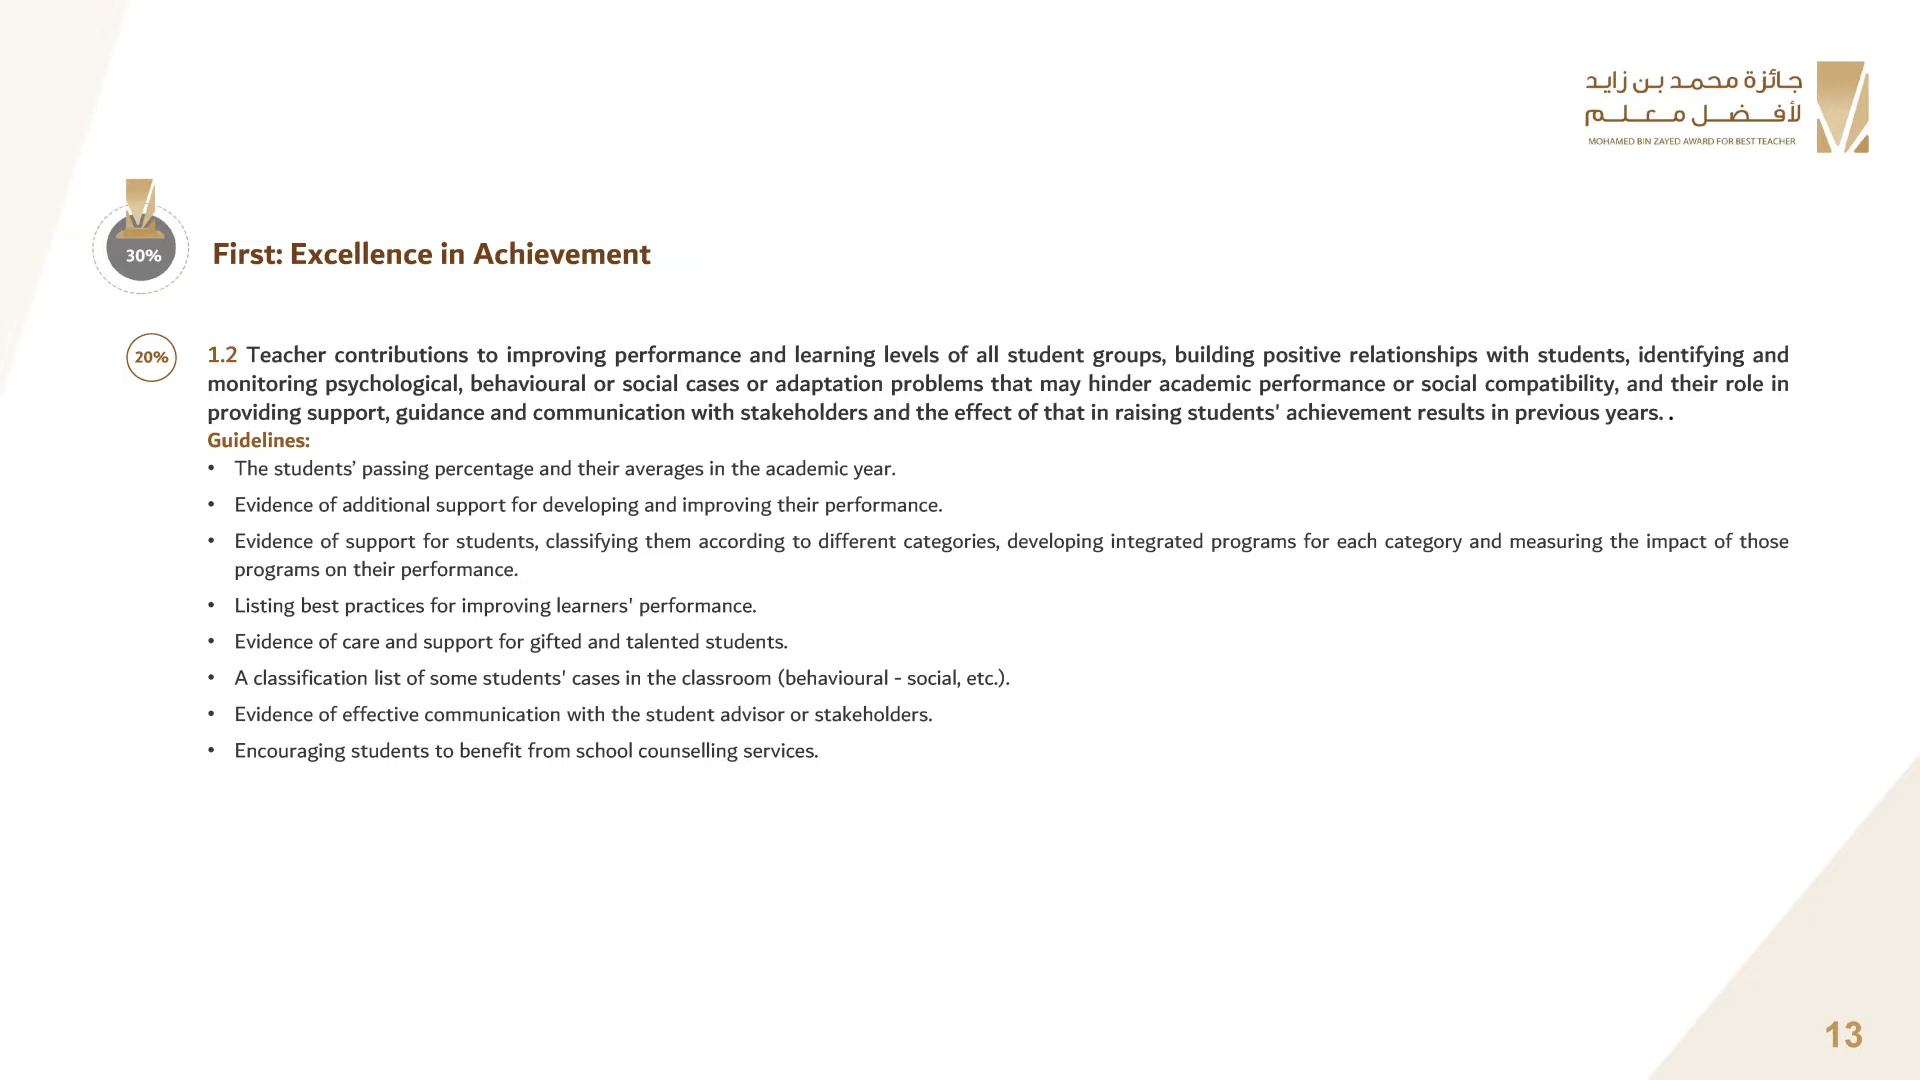 جائزة محمد بن زايد
لأفضل معلم
MOHAMED BIN ZAYED AWARD FOR BEST TEACHER
30%
First: Excellence in Achievement
20%
1.2 Teacher contributions to improving performance and learning levels of all student groups, building positive relationships with students, identifying and
monitoring psychological, behavioural or social cases or adaptation problems that may hinder academic performance or social compatibility, and their role in
providing support, guidance and communication with stakeholders and the effect of that in raising students' achievement results in previous years. .
Guidelines:
• The students’ passing percentage and their averages in the academic year.
• Evidence of additional support for developing and improving their performance.
• Evidence of support for students, classifying them according to different categories, developing integrated programs for each category and measuring the impact of those
programs on their performance.
• Listing best practices for improving learners' performance.
• Evidence of care and support for gifted and talented students.
• A classification list of some students' cases in the classroom (behavioural - social, etc.).
• Evidence of effective communication with the student advisor or stakeholders.
• Encouraging students to benefit from school counselling services.
13